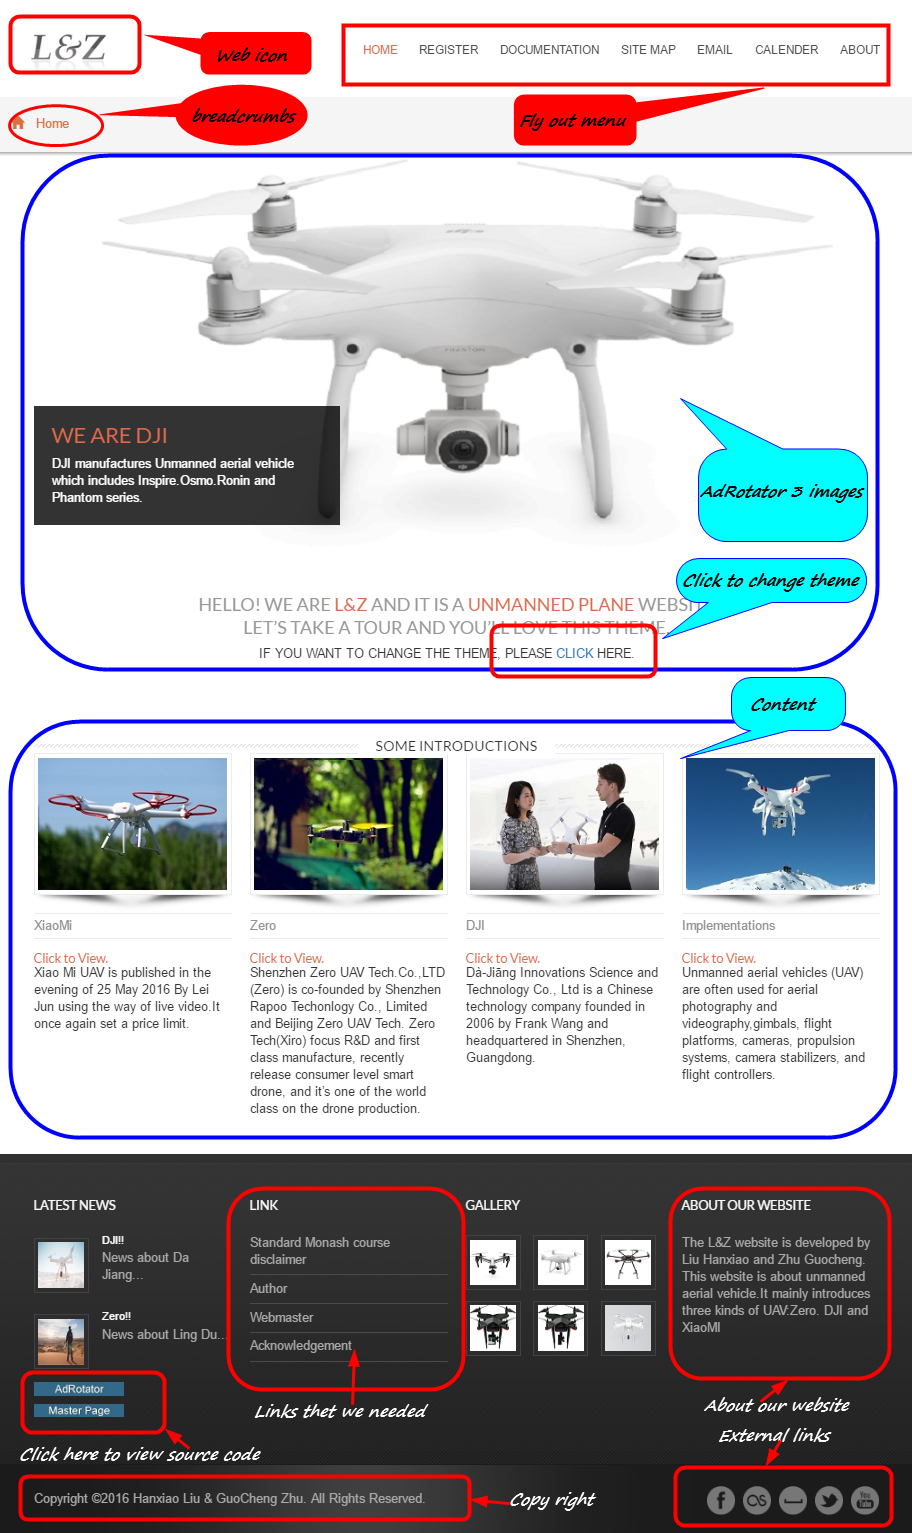 L&Z
Web icon
HOME REGISTER DOCUMENTATION SITE MAP EMAIL CALENDER ABOUT
Home
breadcrumbs
Fly out menu
PHANTOM
WE ARE DJI
DJI manufactures Unmanned aerial vehicle
which includes Inspire.Osmo.Ronin and
Phantom series.
AdRotator 3 images
Click to change theme
HELLO! WE ARE L&Z AND IT IS A UNMANNED PLANE
LET'S TAKE A TOUR AND YOU'LL LOVE THIS THEME.
IF YOU WANT TO CHANGE THE THEME, PLEASE CLICK HERE.
Content
SOME INTRODUCTIONS
XiaoMi
Click to View.
Xiao Mi UAV is published in the
evening of 25 May 2016 By Lei
Jun using the way of live video.It
once again set a price limit.
Zero
Click to View.
Shenzhen Zero UAV Tech.Co.,LTD
(Zero) is co-founded by Shenzhen
Rapoo Techonlogy Co., Limited
and Beijing Zero UAV Tech. Zero
Tech(Xiro) focus R&D and first
class manufacture, recently
release consumer level smart
drone, and it's one of the world
class on the drone production.
DJI
Click to View.
Dà-Jiāng Innovations Science and
Technology Co., Ltd is a Chinese
technology company founded in
2006 by Frank Wang and
headquartered in Shenzhen,
Guangdong.
Implementations
Click to View.
Unmanned aerial vehicles (UAV)
are often used for aerial
photography and
videography,gimbals, flight
platforms, cameras, propulsion
systems, camera stabilizers, and
flight controllers.
LATEST NEWS
DJI!!
News about Da
Jiang...
Zero!!
News about Ling Du...
AdRotator
Master Page
Click here to view source code
LINK
Standard Monash course
disclaimer
Author
Webmaster
Acknowledgement
Links thet we needed
GALLERY
ABOUT OUR WEBSITE
The L&Z website is developed by
Liu Hanxiao and Zhu Guocheng.
This website is about unmanned
aerial vehicle.It mainly introduces
three kinds of UAV:Zero. DJI and
XiaoMI
About our website
External links
Copyright ©2016 Hanxiao Liu & GuoCheng Zhu. All Rights Reserved.
Copy right
You
Tube